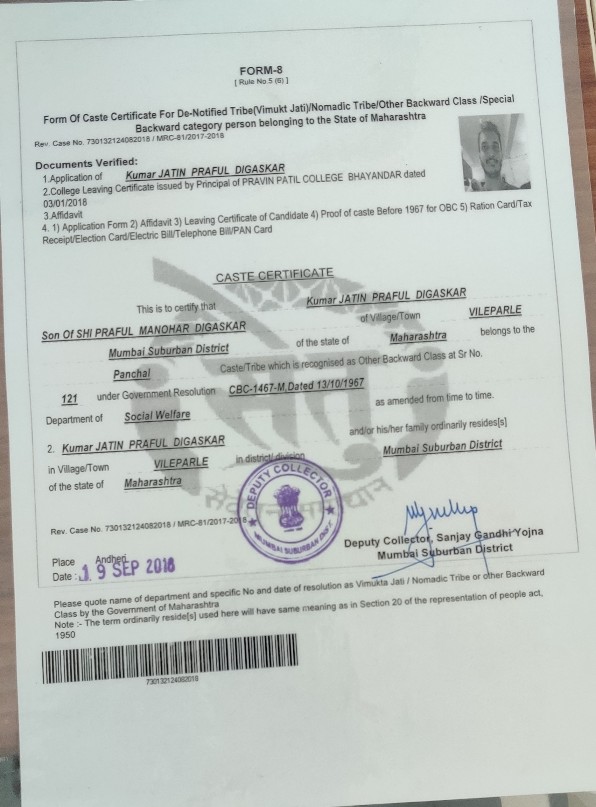 FORM-8
[ Rule No.5 (6) ]
Form Of Caste Certificate For De-Notified Tribe(Vimukt Jati)/Nomadic Tribe/Other Backward Class /Special
Backward category person belonging to the State of Maharashtra
Rev. Case No. 730132124082018 / MRC-81/2017-2018
Documents Verified:
1.Application of Kumar JATIN PRAFUL DIGASKAR
2.College Leaving Certificate issued by Principal of PRAVIN PATIL COLLEGE BHAYANDAR dated
03/01/2018
3.Affidavit
4. 1) Application Form 2) Affidavit 3) Leaving Certificate of Candidate 4) Proof of caste Before 1967 for OBC 5) Ration Card/Tax
Receipt/Election Card/Electric Bill/Telephone Bill/PAN Card
CASTE CERTIFICATE
This is to certify that Kumar JATIN PRAFUL DIGASKAR
Son Of SHI PRAFUL MANOHAR DIGASKAR of Village/Town VILEPARLE
Mumbai Suburban District of the state of Maharashtra belongs to the
Panchal Caste/Tribe which is recognised as Other Backward Class at Sr No.
121 under Government Resolution CBC-1467-M,Dated 13/10/1967
Department of Social Welfare as amended from time to time.
2. Kumar JATIN PRAFUL DIGASKAR and/or his/her family ordinarily resides[s]
in Village/Town VILEPARLE in district/ division Mumbai Suburban District
of the state of Maharashtra
DEPUTY COLLECTOR
MUMBAI SUBURBAN DIST.
Rev. Case No. 730132124082018 / MRC-81/2017-2018
Deputy Collector, Sanjay Gandhi Yojna
Mumbai Suburban District
Place Andheri
Date : 19 SEP 2018
Please quote name of department and specific No and date of resolution as Vimukta Jati / Nomadic Tribe or other Backward
Class by the Government of Maharashtra
Note :- The term ordinarily reside[s] used here will have same meaning as in Section 20 of the representation of people act,
1950
730132124082018